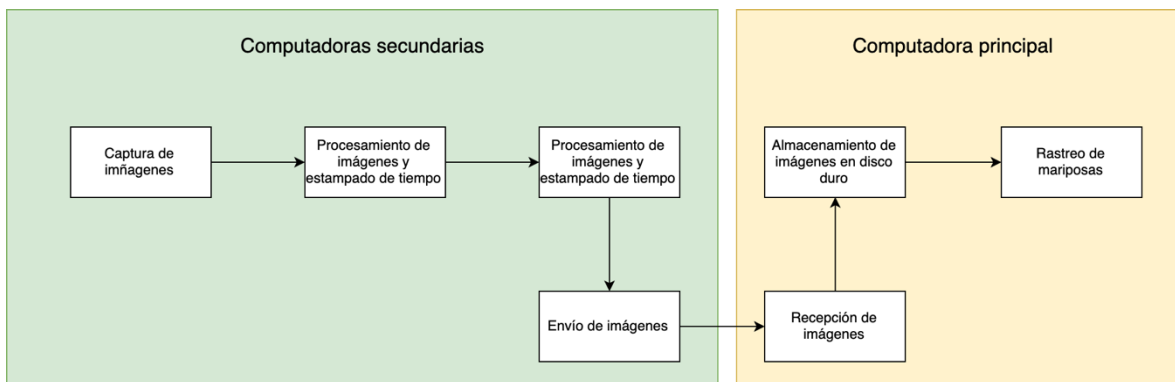 Computadoras secundarias
Captura de
imñagenes
Procesamiento de
imágenes y
estampado de tiempo
Procesamiento de
imágenes y
estampado de tiempo
Envío de imágenes
Computadora principal
Recepción de
imágenes
Almacenamiento de
imágenes en disco
duro
Rastreo de
mariposas